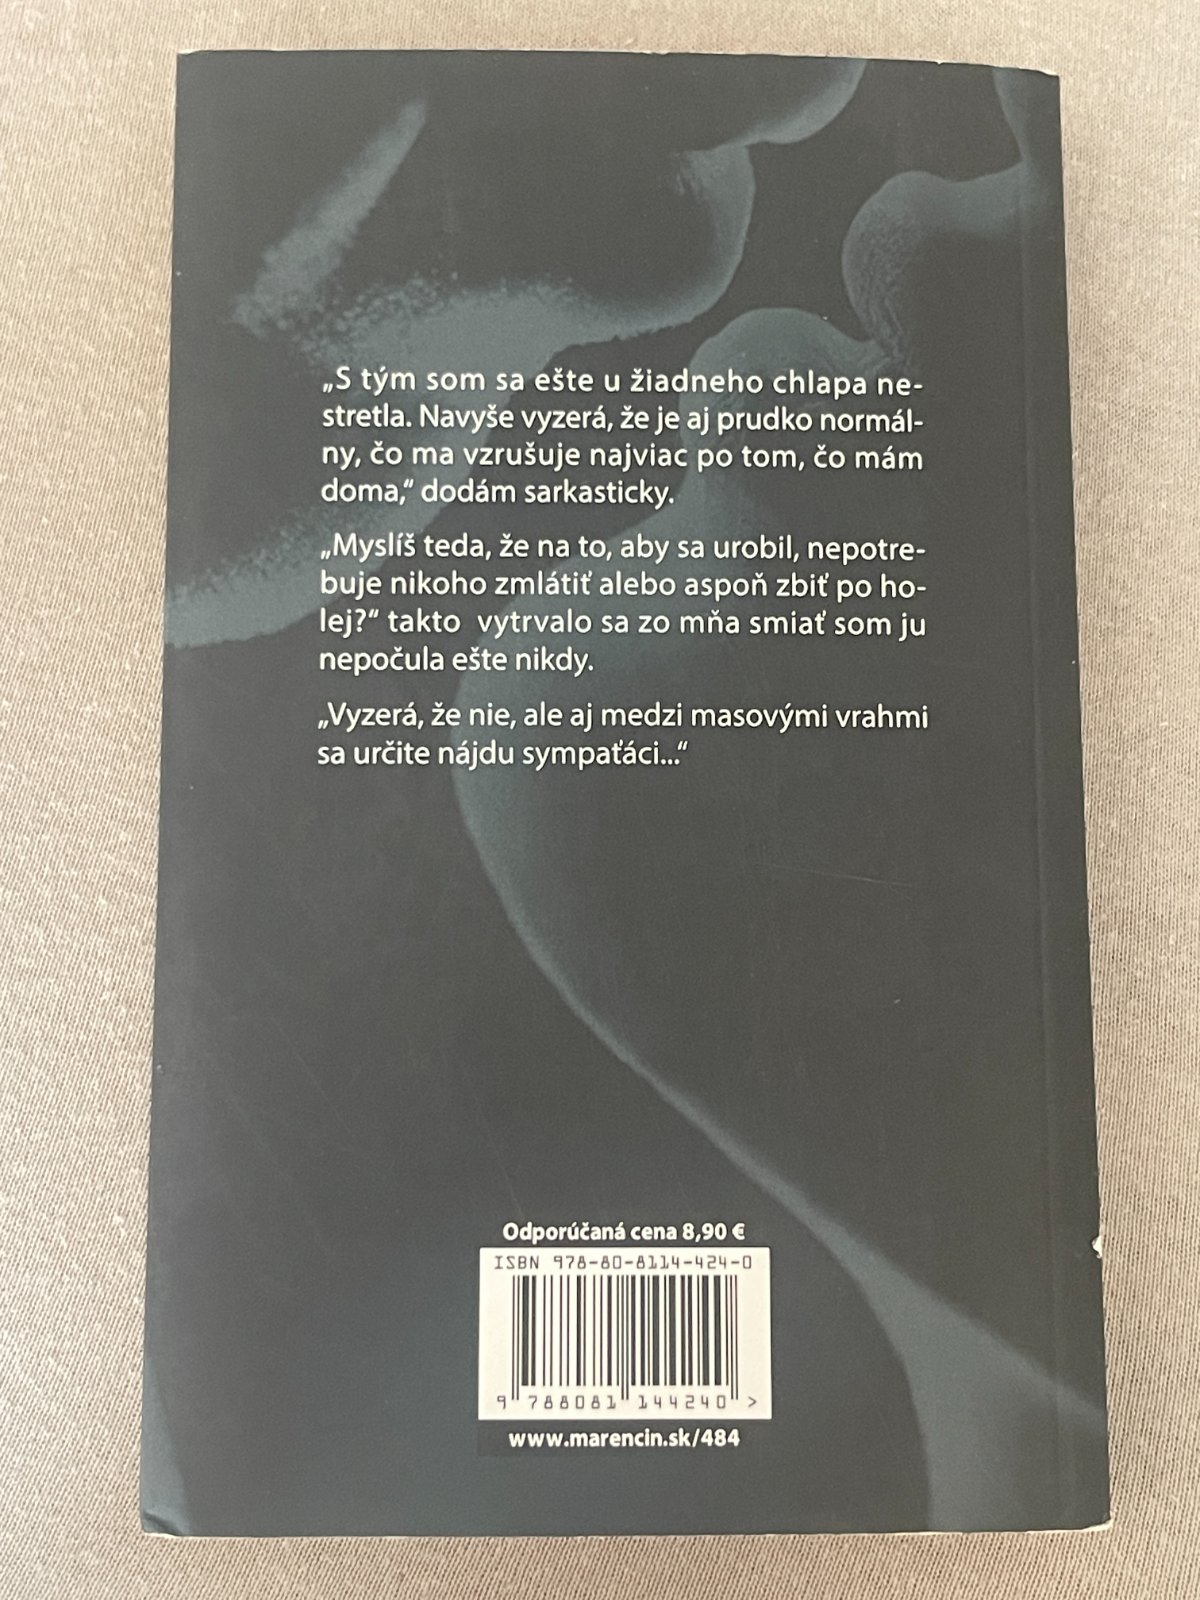 „S tým som sa ešte u žiadneho chlapa ne-
stretla. Navyše vyzerá, že je aj prudko normál-
ny, čo ma vzrušuje najviac po tom, čo mám
doma,“ dodám sarkasticky.
„Myslíš teda, že na to, aby sa urobil, nepotre-
buje nikoho zmlátiť alebo aspoň zbiť po ho-
lej?“ takto  vytrvalo sa zo mňa smiať som ju
nepočula ešte nikdy.
„Vyzerá, že nie, ale aj medzi masovými vrahmi
sa určite nájdu sympaťáci...“
Odporúčaná cena 8,90 €
ISBN 978-80-8114-424-0
9 788081 144240 >
www.marencin.sk/484